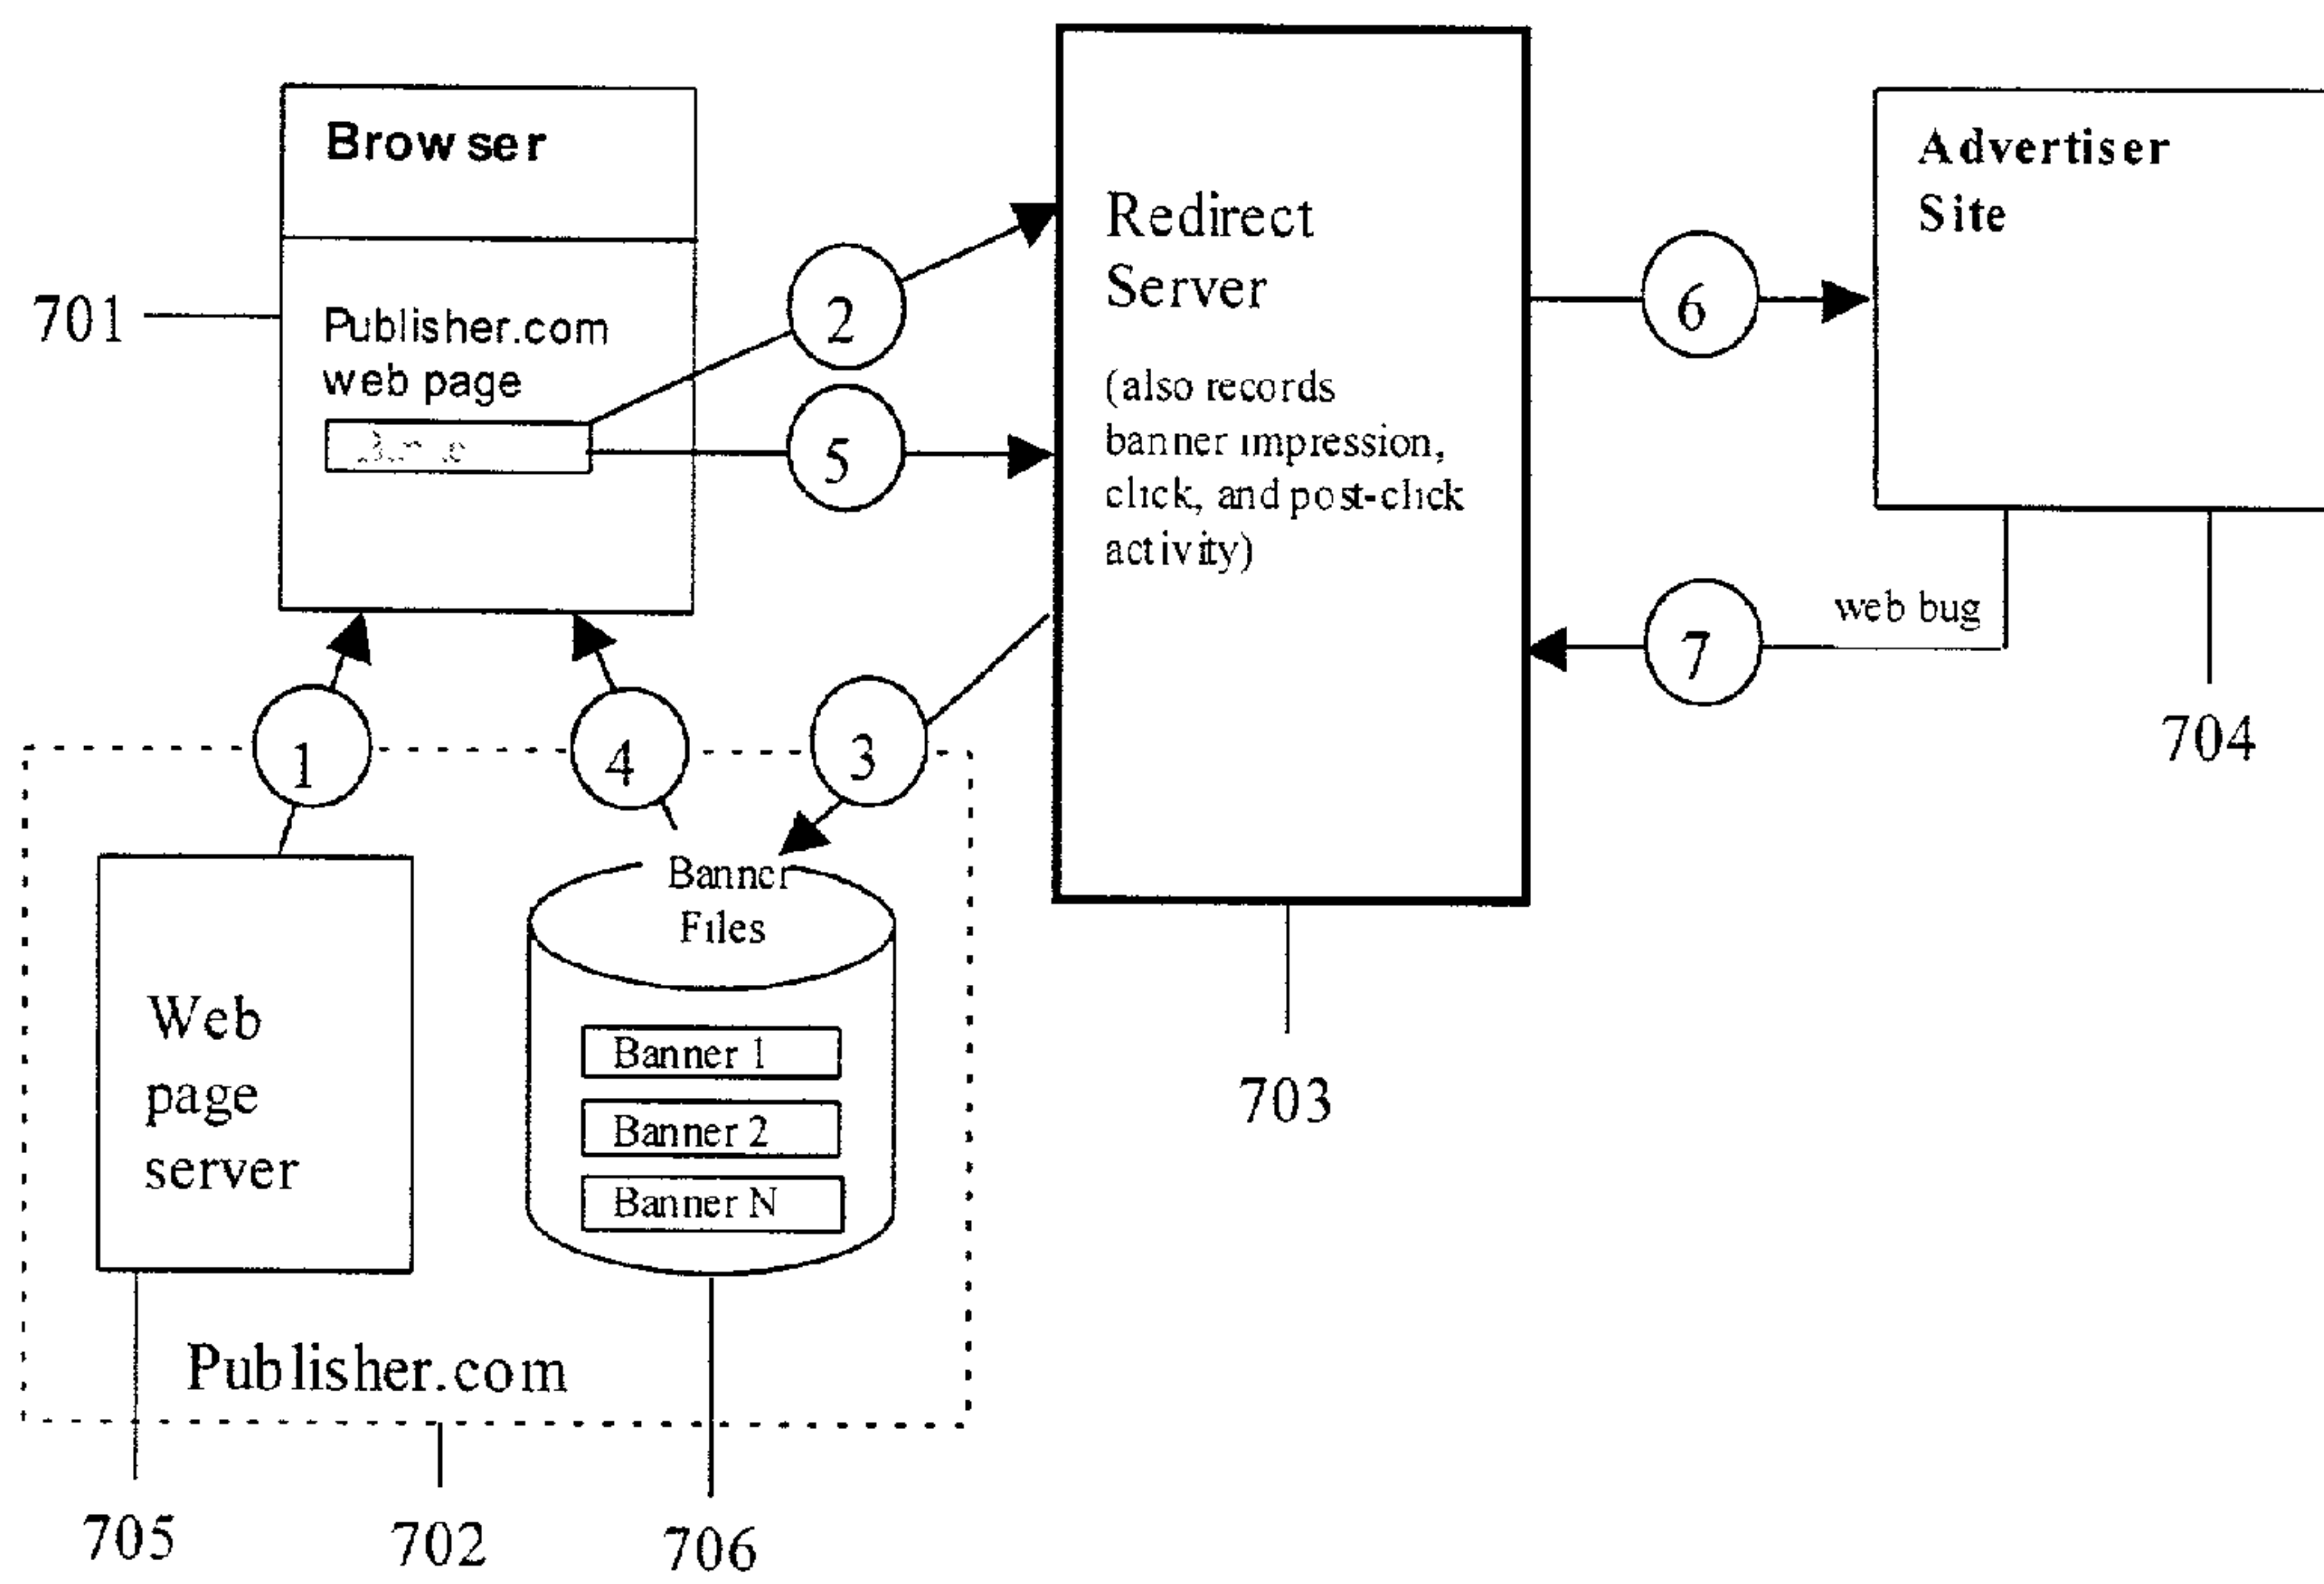 Browser
Publisher.com
web page
701
2
5
Redirect
Server
(also records
banner impression,
click, and post-click
activity)
6
Advertiser
Site
web bug
7
704
1
4
3
Banner
Files
Banner 1
Banner 2
Banner N
Web
page
server
Publisher.com
703
705
702
706